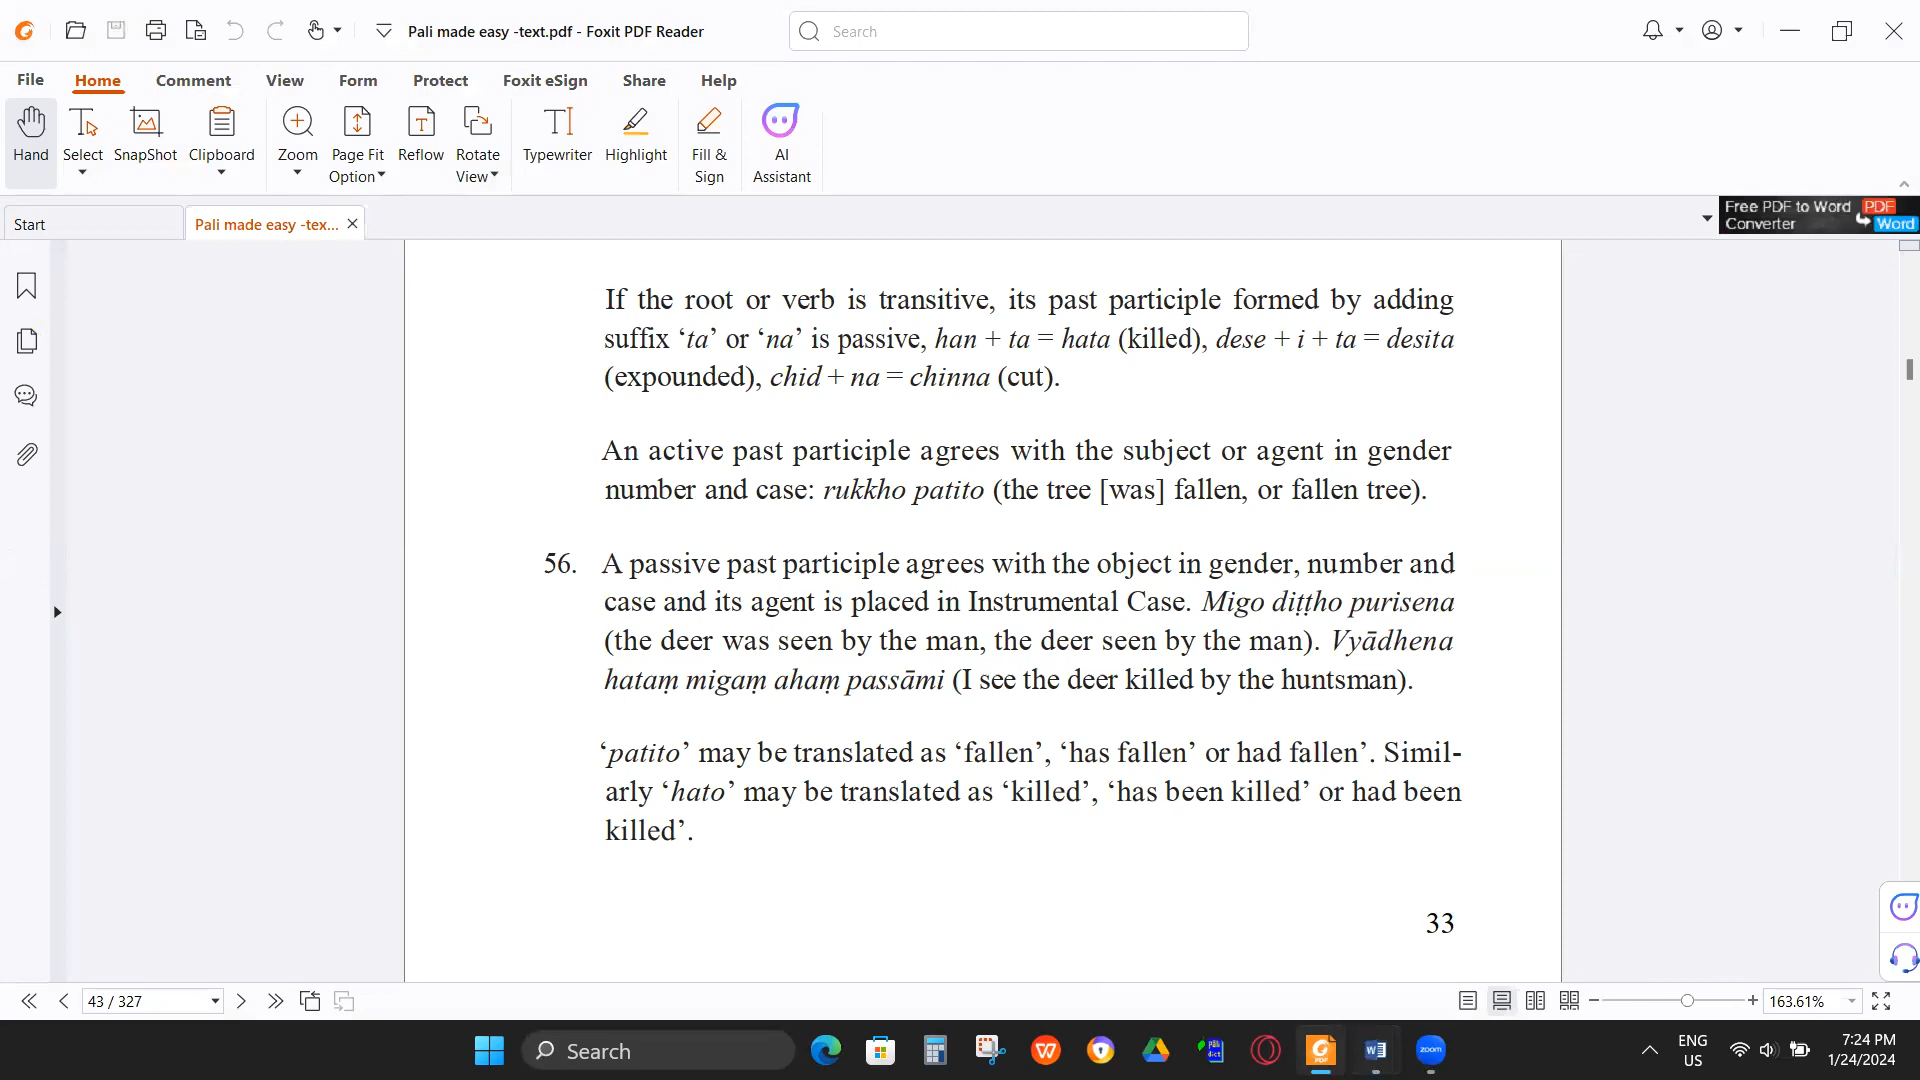 Pali made easy -text.pdf - Foxit PDF Reader
Search
File Home Comment View Form Protect Foxit eSign Share Help
Hand Select SnapShot Clipboard Zoom Page Fit Option Reflow Rotate View Typewriter Highlight Fill & Sign AI Assistant
Start
Pali made easy -tex...
Free PDF to Word Converter PDF Word
If the root or verb is transitive, its past participle formed by adding
suffix ‘ta’ or ‘na’ is passive, han + ta = hata (killed), dese + i + ta = desita
(expounded), chid + na = chinna (cut).
An active past participle agrees with the subject or agent in gender
number and case: rukkho patito (the tree [was] fallen, or fallen tree).
56. A passive past participle agrees with the object in gender, number and
case and its agent is placed in Instrumental Case. Migo diṭṭho purisena
(the deer was seen by the man, the deer seen by the man). Vyādhena
hataṃ migaṃ ahaṃ passāmi (I see the deer killed by the huntsman).
‘patito’ may be translated as ‘fallen’, ‘has fallen’ or had fallen’. Simil-
arly ‘hato’ may be translated as ‘killed’, ‘has been killed’ or had been
killed’.
33
43 / 327
163.61%
Search
zoom
ENG
US
7:24 PM
1/24/2024